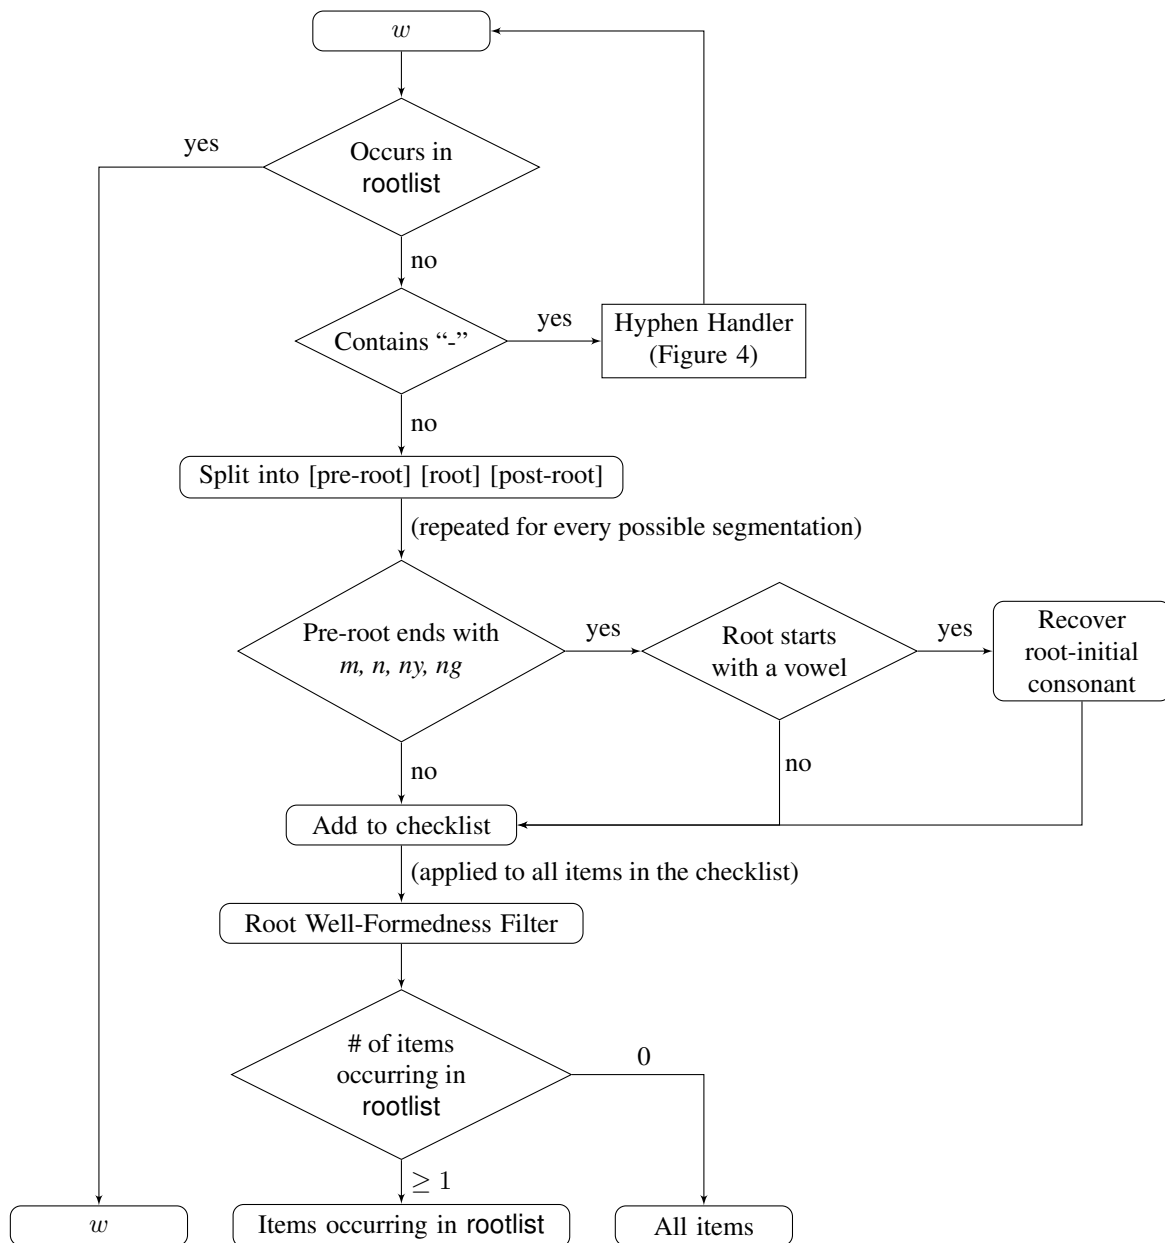 w
yes
Occurs in
rootlist
no
Contains “-”
yes
Hyphen Handler
(Figure 4)
no
Split into [pre-root] [root] [post-root]
(repeated for every possible segmentation)
Pre-root ends with
m, n, ny, ng
yes
Root starts
with a vowel
yes
Recover
root-initial
consonant
no
no
Add to checklist
(applied to all items in the checklist)
Root Well-Formedness Filter
# of items
occurring in
rootlist
0
≥ 1
w
Items occurring in rootlist
All items